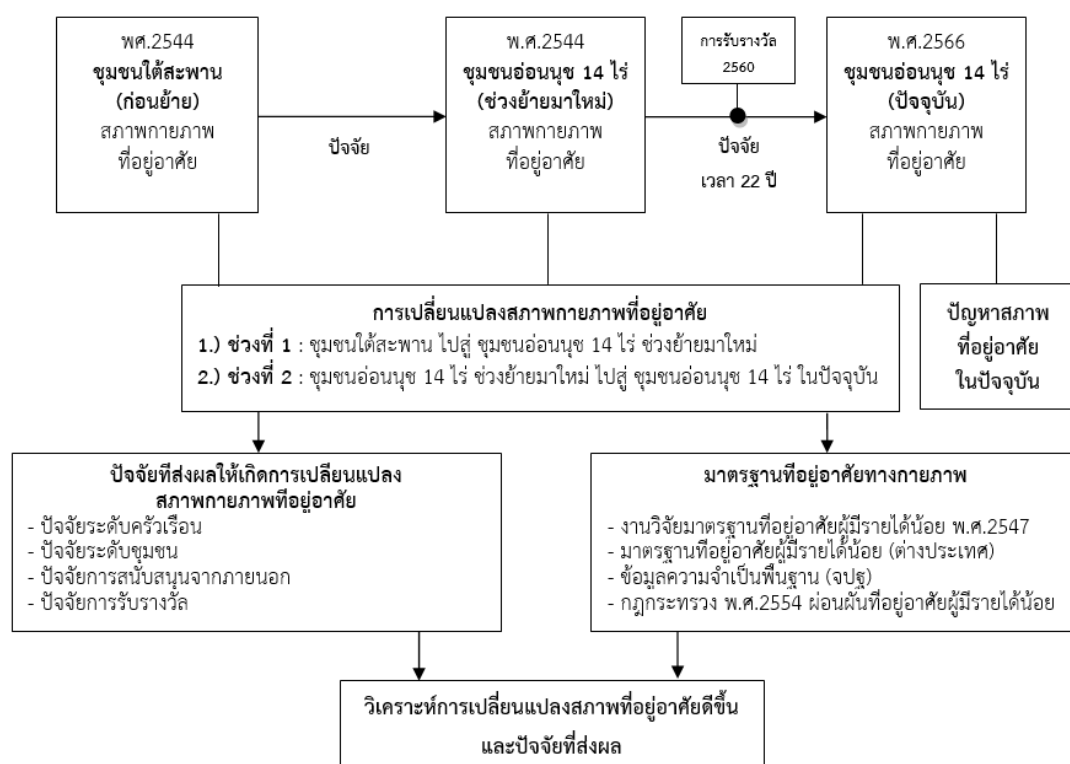 พศ.2544
ชุมชนใต้สะพาน
(ก่อนย้าย)
สภาพกายภาพ
ที่อยู่อาศัย
ปัจจัย
พ.ศ.2544
ชุมชนอ่อนนุช 14 ไร่
(ช่วงย้ายมาใหม่)
สภาพกายภาพ
ที่อยู่อาศัย
การรับรางวัล
2560
ปัจจัย
เวลา 22 ปี
พ.ศ.2566
ชุมชนอ่อนนุช 14 ไร่
(ปัจจุบัน)
สภาพกายภาพ
ที่อยู่อาศัย
การเปลี่ยนแปลงสภาพกายภาพที่อยู่อาศัย
1.) ช่วงที่ 1 : ชุมชนใต้สะพาน ไปสู่ ชุมชนอ่อนนุช 14 ไร่ ช่วงย้ายมาใหม่
2.) ช่วงที่ 2 : ชุมชนอ่อนนุช 14 ไร่ ช่วงย้ายมาใหม่ ไปสู่ ชุมชนอ่อนนุช 14 ไร่ ในปัจจุบัน
ปัญหาสภาพ
ที่อยู่อาศัย
ในปัจจุบัน
ปัจจัยที่ส่งผลให้เกิดการเปลี่ยนแปลง
สภาพกายภาพที่อยู่อาศัย
- ปัจจัยระดับครัวเรือน
- ปัจจัยระดับชุมชน
- ปัจจัยการสนับสนุนจากภายนอก
- ปัจจัยการรับรางวัล
มาตรฐานที่อยู่อาศัยทางกายภาพ
- งานวิจัยมาตรฐานที่อยู่อาศัยผู้มีรายได้น้อย พ.ศ.2547
- มาตรฐานที่อยู่อาศัยผู้มีรายได้น้อย (ต่างประเทศ)
- ข้อมูลความจำเป็นพื้นฐาน (จปฐ)
- กฎกระทรวง พ.ศ.2554 ผ่อนผันที่อยู่อาศัยผู้มีรายได้น้อย
วิเคราะห์การเปลี่ยนแปลงสภาพที่อยู่อาศัยดีขึ้น
และปัจจัยที่ส่งผล